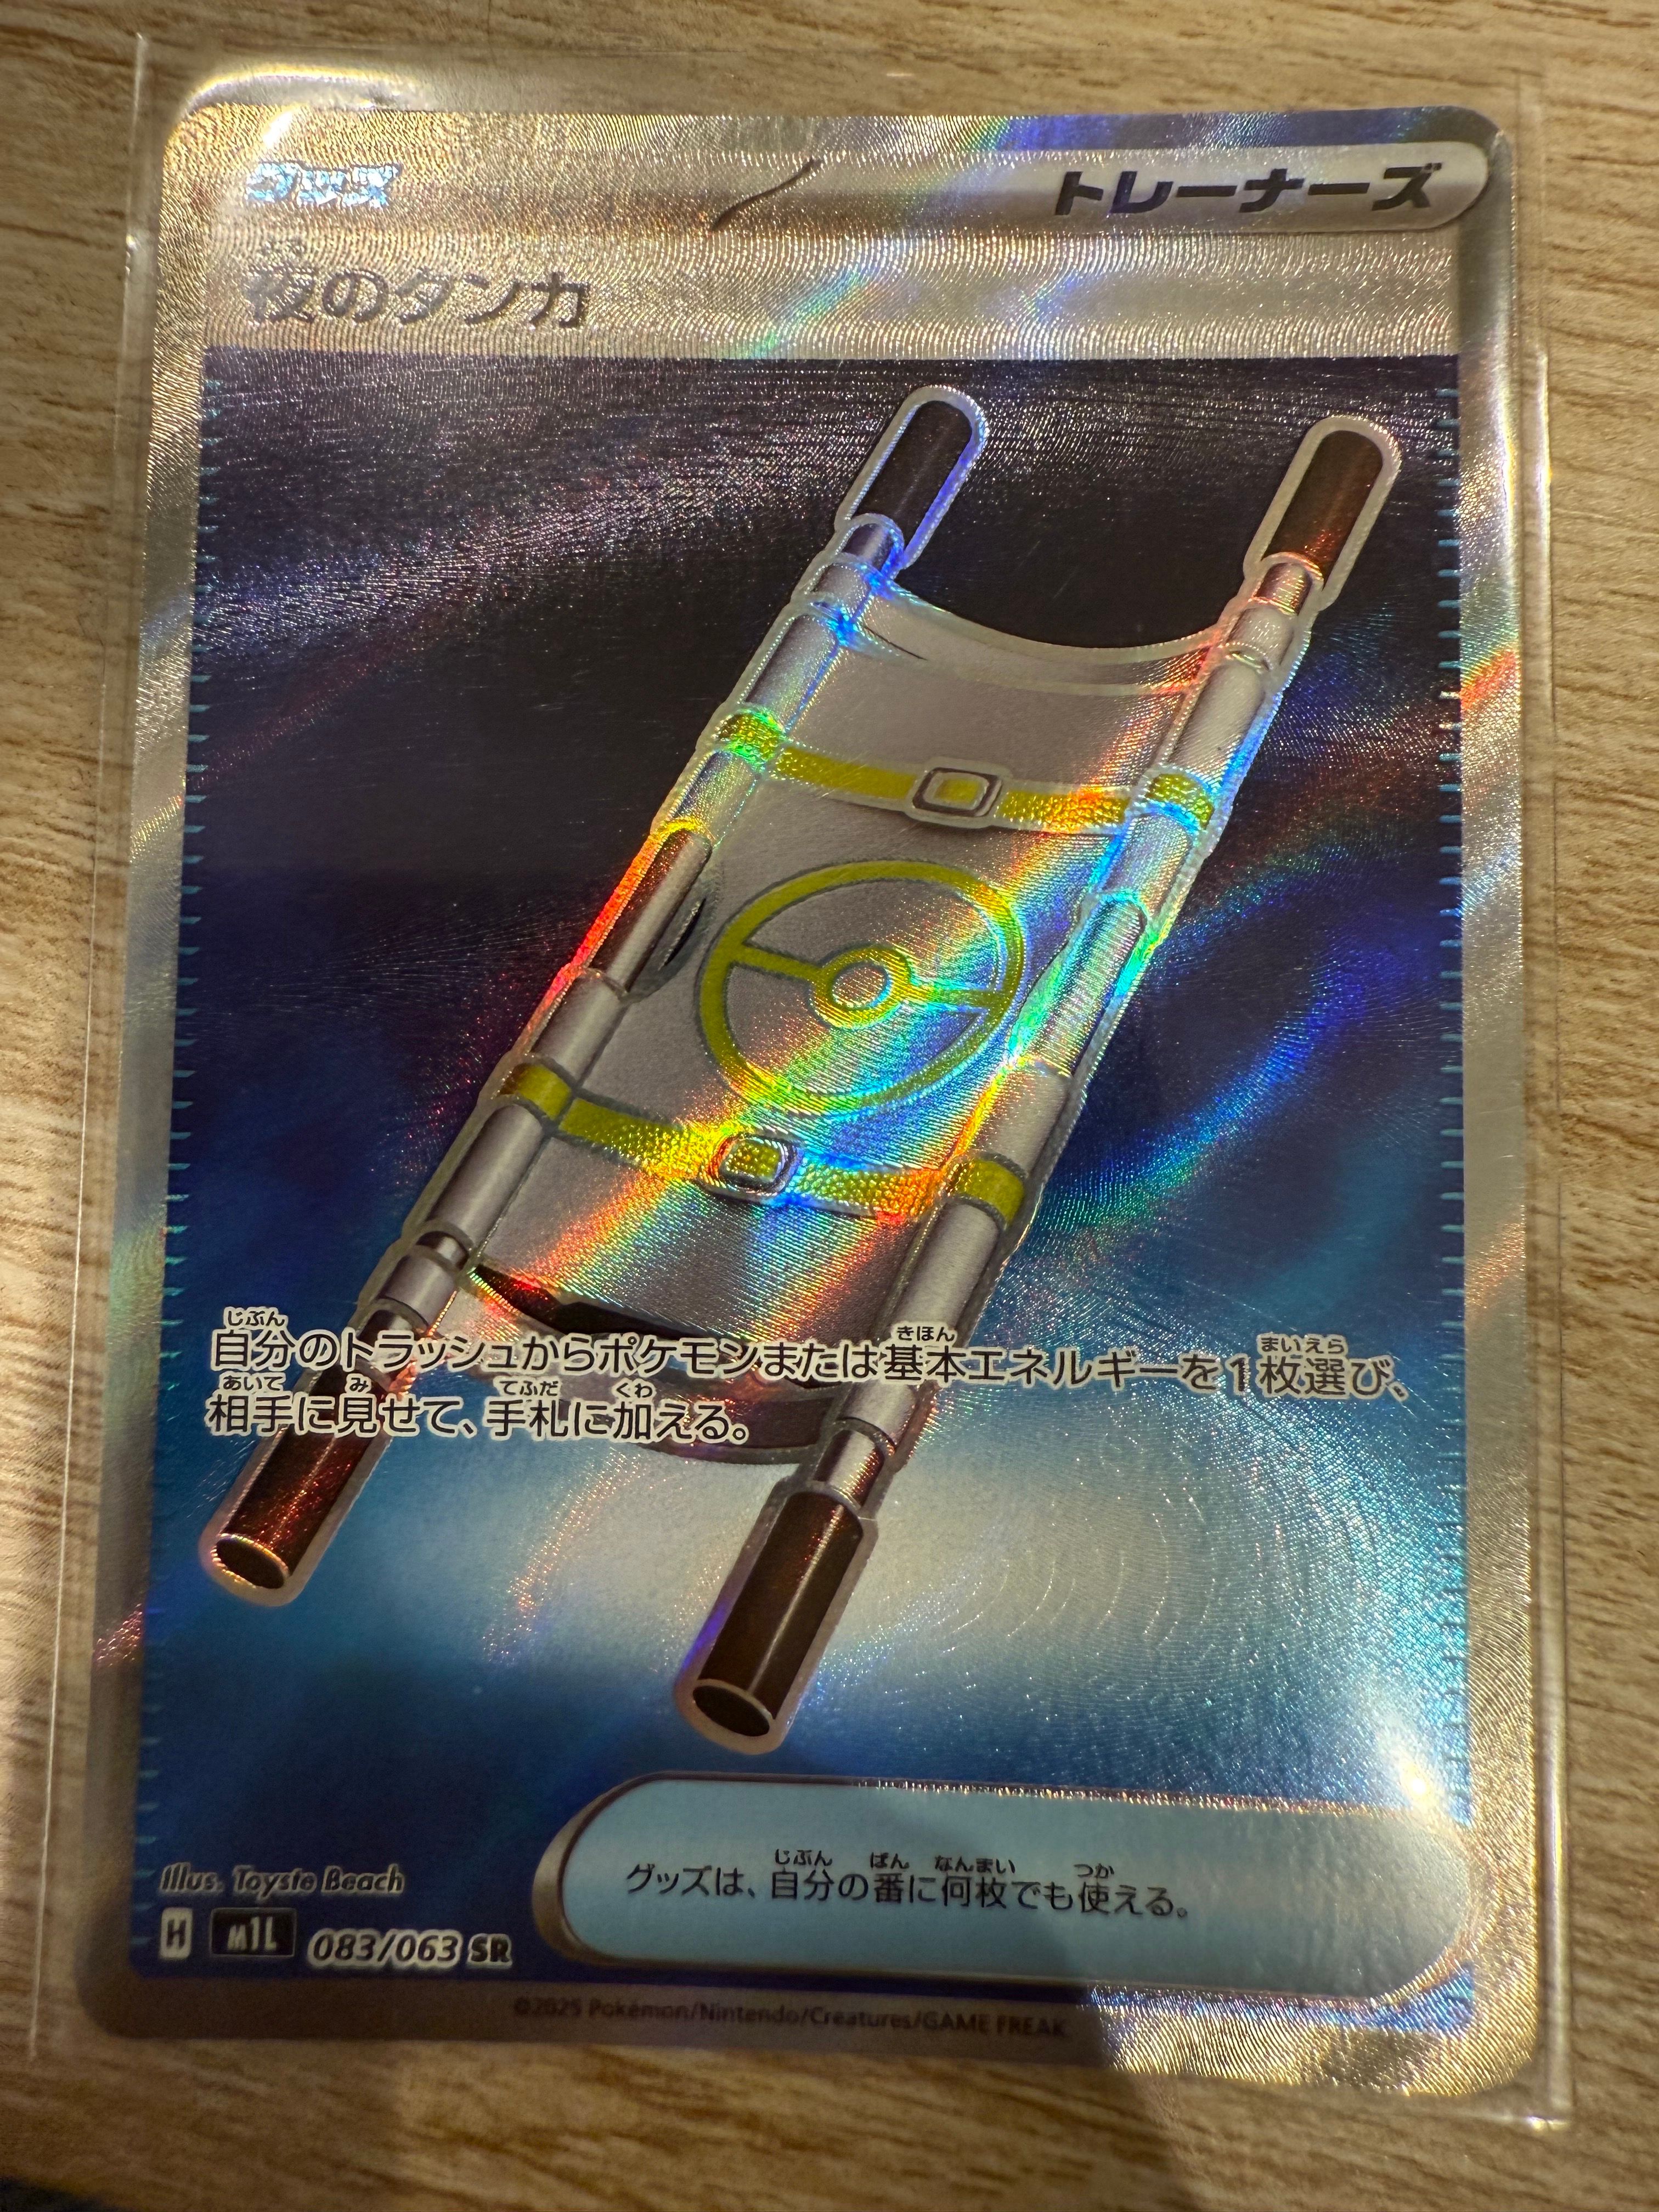 グッズ
トレーナーズ
夜のタンカ
自分のトラッシュからポケモンまたは基本エネルギーを1枚選び、
相手に見せて、手札に加える。
グッズは、自分の番に何枚でも使える。
Illus. Toyste Beach
H M1L 083/063 SR
©2025 Pokémon/Nintendo/Creatures/GAME FREAK